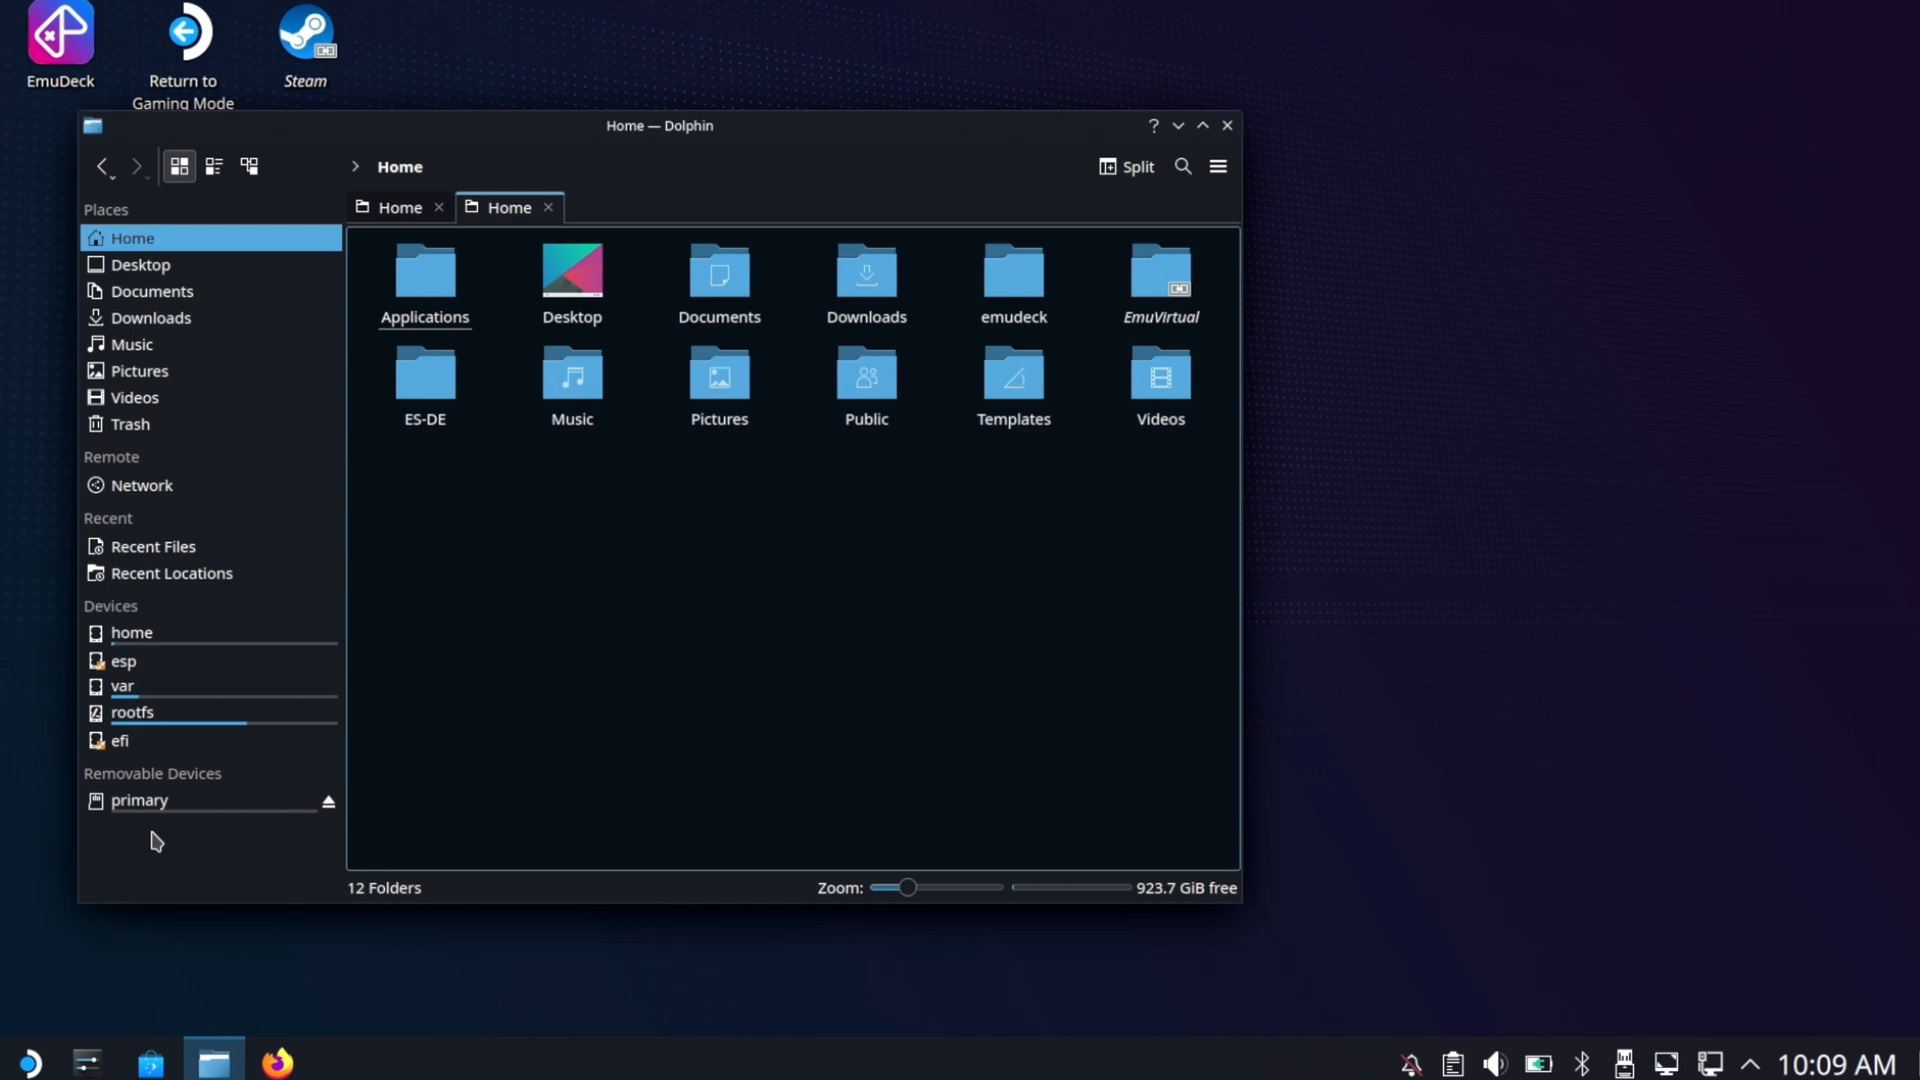 EmuDeck
Return to
Gaming Mode
Steam
Home — Dolphin
Home
Split
Places
Home
Desktop
Documents
Downloads
Music
Pictures
Videos
Trash
Remote
Network
Recent
Recent Files
Recent Locations
Devices
home
esp
var
rootfs
efi
Removable Devices
primary
Home
Home
Applications
Desktop
Documents
Downloads
emudeck
EmuVirtual
ES-DE
Music
Pictures
Public
Templates
Videos
12 Folders
Zoom:
923.7 GiB free
10:09 AM